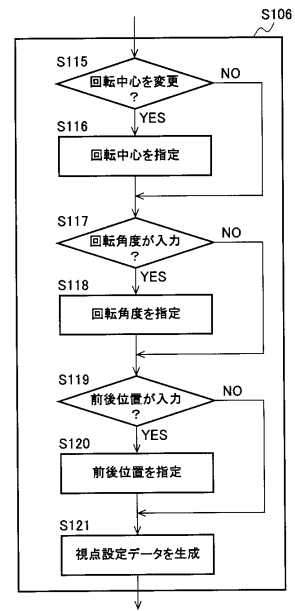 S106
S115
回転中心を変更
?
NO
YES
S116
回転中心を指定
S117
回転角度が入力
?
NO
YES
S118
回転角度を指定
S119
前後位置が入力
?
NO
YES
S120
前後位置を指定
S121
視点設定データを生成